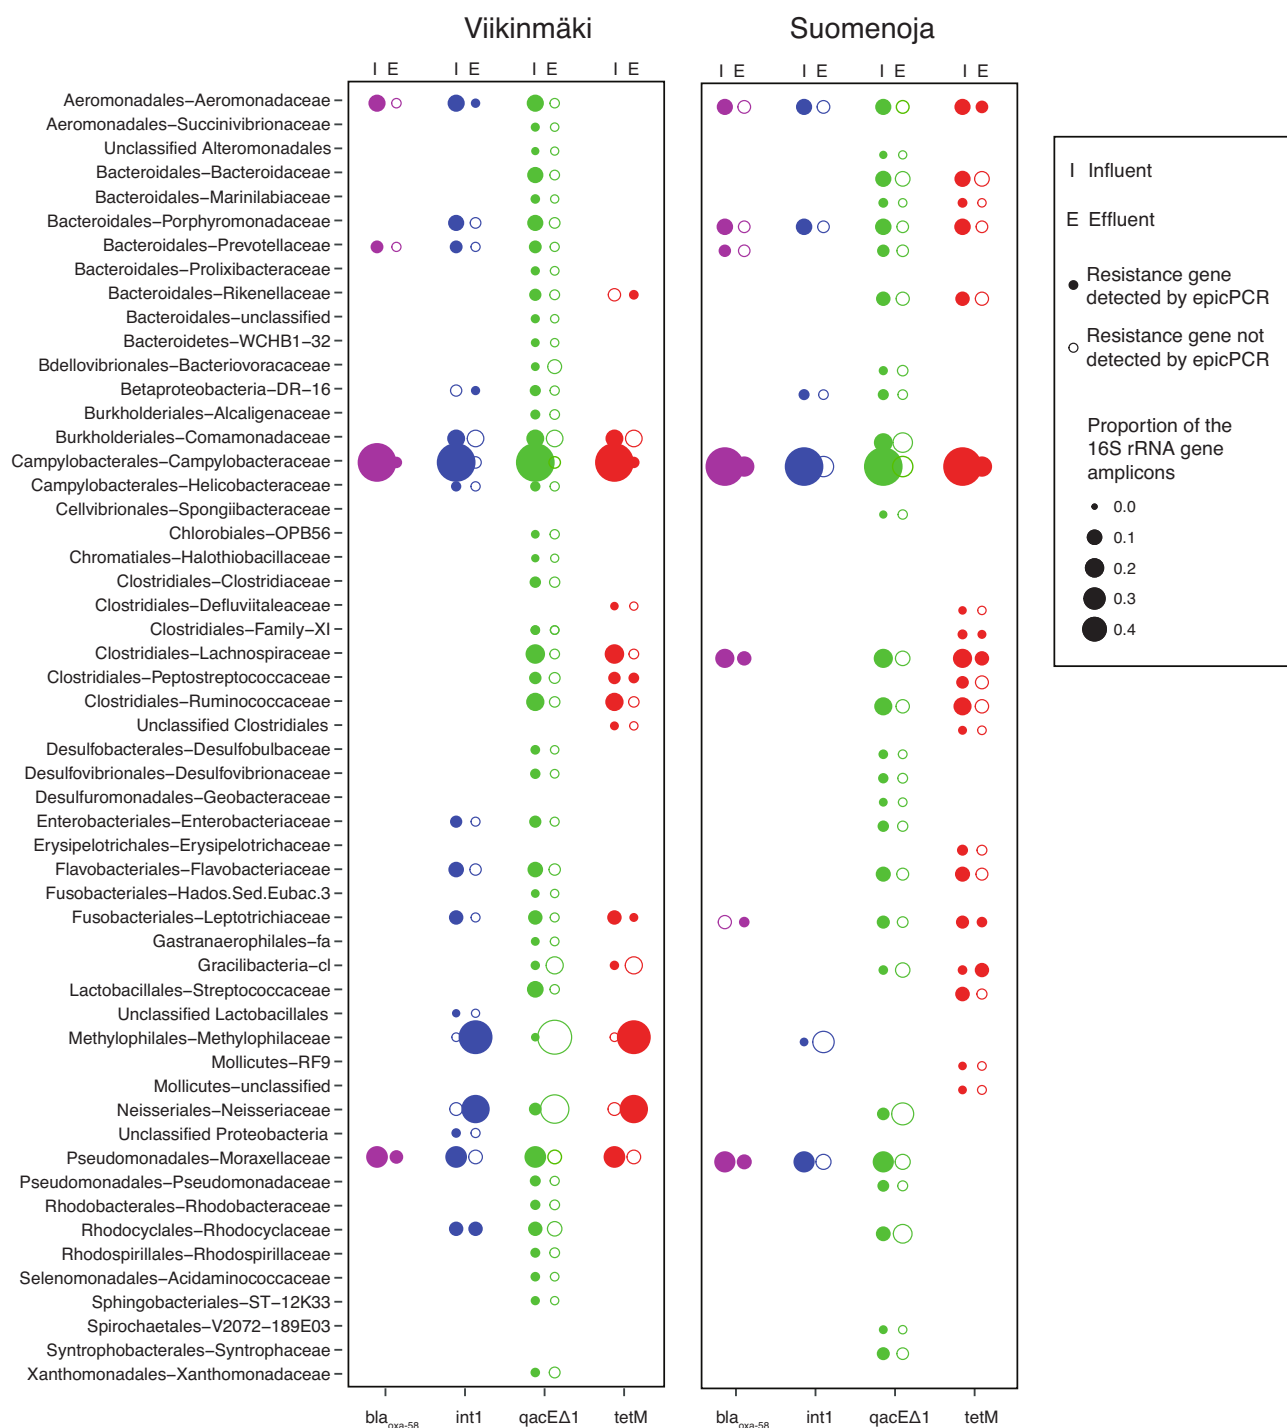 Viikinmäki
Suomenoja
I E I E I E I E
I E I E I E I E
Aeromonadales–Aeromonadaceae
Aeromonadales–Succinivibrionaceae
Unclassified Alteromonadales
Bacteroidales–Bacteroidaceae
Bacteroidales–Marinilabiaceae
Bacteroidales–Porphyromonadaceae
Bacteroidales–Prevotellaceae
Bacteroidales–Prolixibacteraceae
Bacteroidales–Rikenellaceae
Bacteroidales–unclassified
Bacteroidetes–WCHB1-32
Bdellovibrionales–Bacteriovoracaceae
Betaproteobacteria–DR-16
Burkholderiales–Alcaligenaceae
Burkholderiales–Comamonadaceae
Campylobacterales–Campylobacteraceae
Campylobacterales–Helicobacteraceae
Cellvibrionales–Spongiibacteraceae
Chlorobiales–OPB56
Chromatiales–Halothiobacillaceae
Clostridiales–Clostridiaceae
Clostridiales–Defluviitaleaceae
Clostridiales–Family–XI
Clostridiales–Lachnospiraceae
Clostridiales–Peptostreptococcaceae
Clostridiales–Ruminococcaceae
Unclassified Clostridiales
Desulfobacterales–Desulfobulbaceae
Desulfovibrionales–Desulfovibrionaceae
Desulfuromonadales–Geobacteraceae
Enterobacteriales–Enterobacteriaceae
Erysipelotrichales–Erysipelotrichaceae
Flavobacteriales–Flavobacteriaceae
Fusobacteriales–Hados.Sed.Eubac.3
Fusobacteriales–Leptotrichiaceae
Gastranaerophilales–fa
Gracilibacteria–cl
Lactobacillales–Streptococcaceae
Unclassified Lactobacillales
Methylophilales–Methylophilaceae
Mollicutes–RF9
Mollicutes–unclassified
Neisseriales–Neisseriaceae
Unclassified Proteobacteria
Pseudomonadales–Moraxellaceae
Pseudomonadales–Pseudomonadaceae
Rhodobacterales–Rhodobacteraceae
Rhodocyclales–Rhodocyclaceae
Rhodospirillales–Rhodospirillaceae
Selenomonadales–Acidaminococcaceae
Sphingobacteriales–ST-12K33
Spirochaetales–V2072-189E03
Syntrophobacterales–Syntrophaceae
Xanthomonadales–Xanthomonadaceae
bla oxa-58 int1 qacEΔ1 tetM
bla oxa-58 int1 qacEΔ1 tetM
I Influent
E Effluent
Resistance gene
detected by epicPCR
Resistance gene not
detected by epicPCR
Proportion of the
16S rRNA gene
amplicons
0.0
0.1
0.2
0.3
0.4